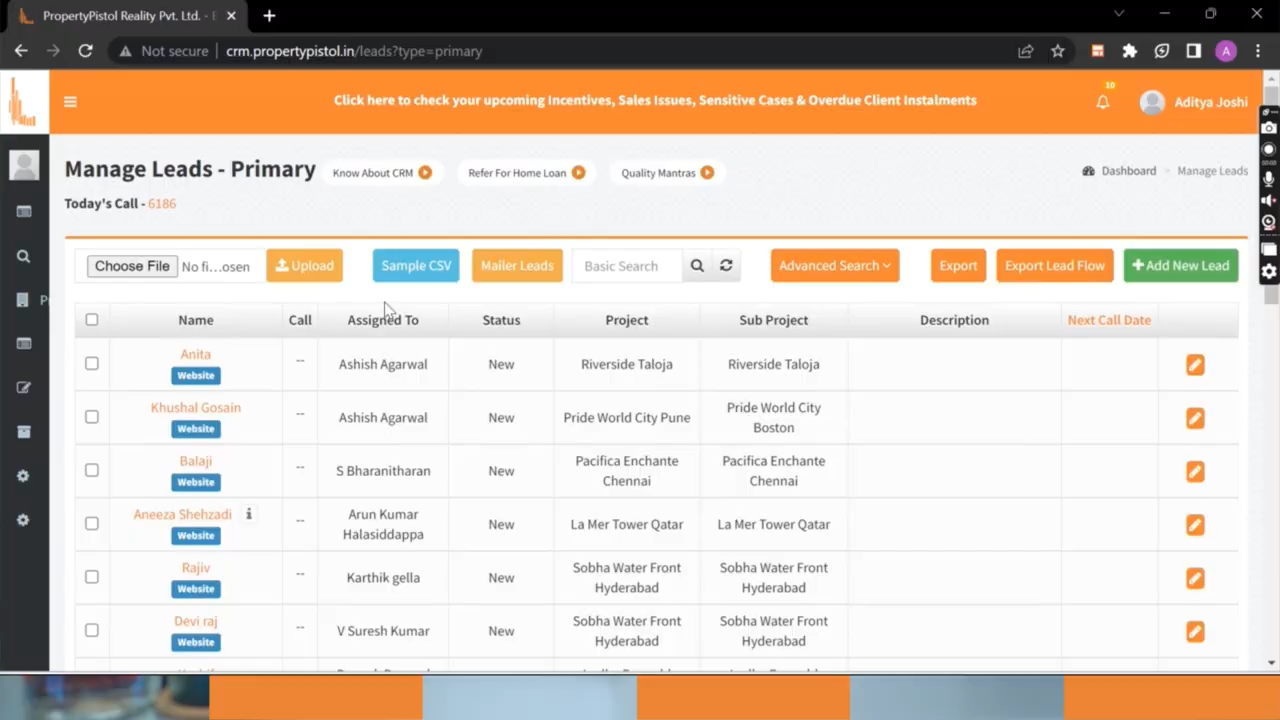 PropertyPistol Reality Pvt. Ltd. -
Not secure crm.propertypistol.in/leads?type=primary
A
Click here to check your upcoming Incentives, Sales Issues, Sensitive Cases & Overdue Client Instalments
10
Aditya Joshi
Manage Leads - Primary
Know About CRM
Refer For Home Loan
Quality Mantras
Dashboard
Manage Leads
Today's Call - 6186
Choose File No fi...osen
Upload
Sample CSV
Mailer Leads
Basic Search
Advanced Search
Export
Export Lead Flow
Add New Lead
Name Call Assigned To Status Project Sub Project Description Next Call Date
Anita
Website
--
Ashish Agarwal
New
Riverside Taloja
Riverside Taloja
Khushal Gosain
Website
--
Ashish Agarwal
New
Pride World City Pune
Pride World City
Boston
Balaji
Website
--
S Bharanitharan
New
Pacifica Enchante
Chennai
Pacifica Enchante
Chennai
Aneeza Shehzadi
Website
--
Arun Kumar
Halasiddappa
New
La Mer Tower Qatar
La Mer Tower Qatar
Rajiv
Website
--
Karthik gella
New
Sobha Water Front
Hyderabad
Sobha Water Front
Hyderabad
Devi raj
Website
--
V Suresh Kumar
New
Sobha Water Front
Hyderabad
Sobha Water Front
Hyderabad